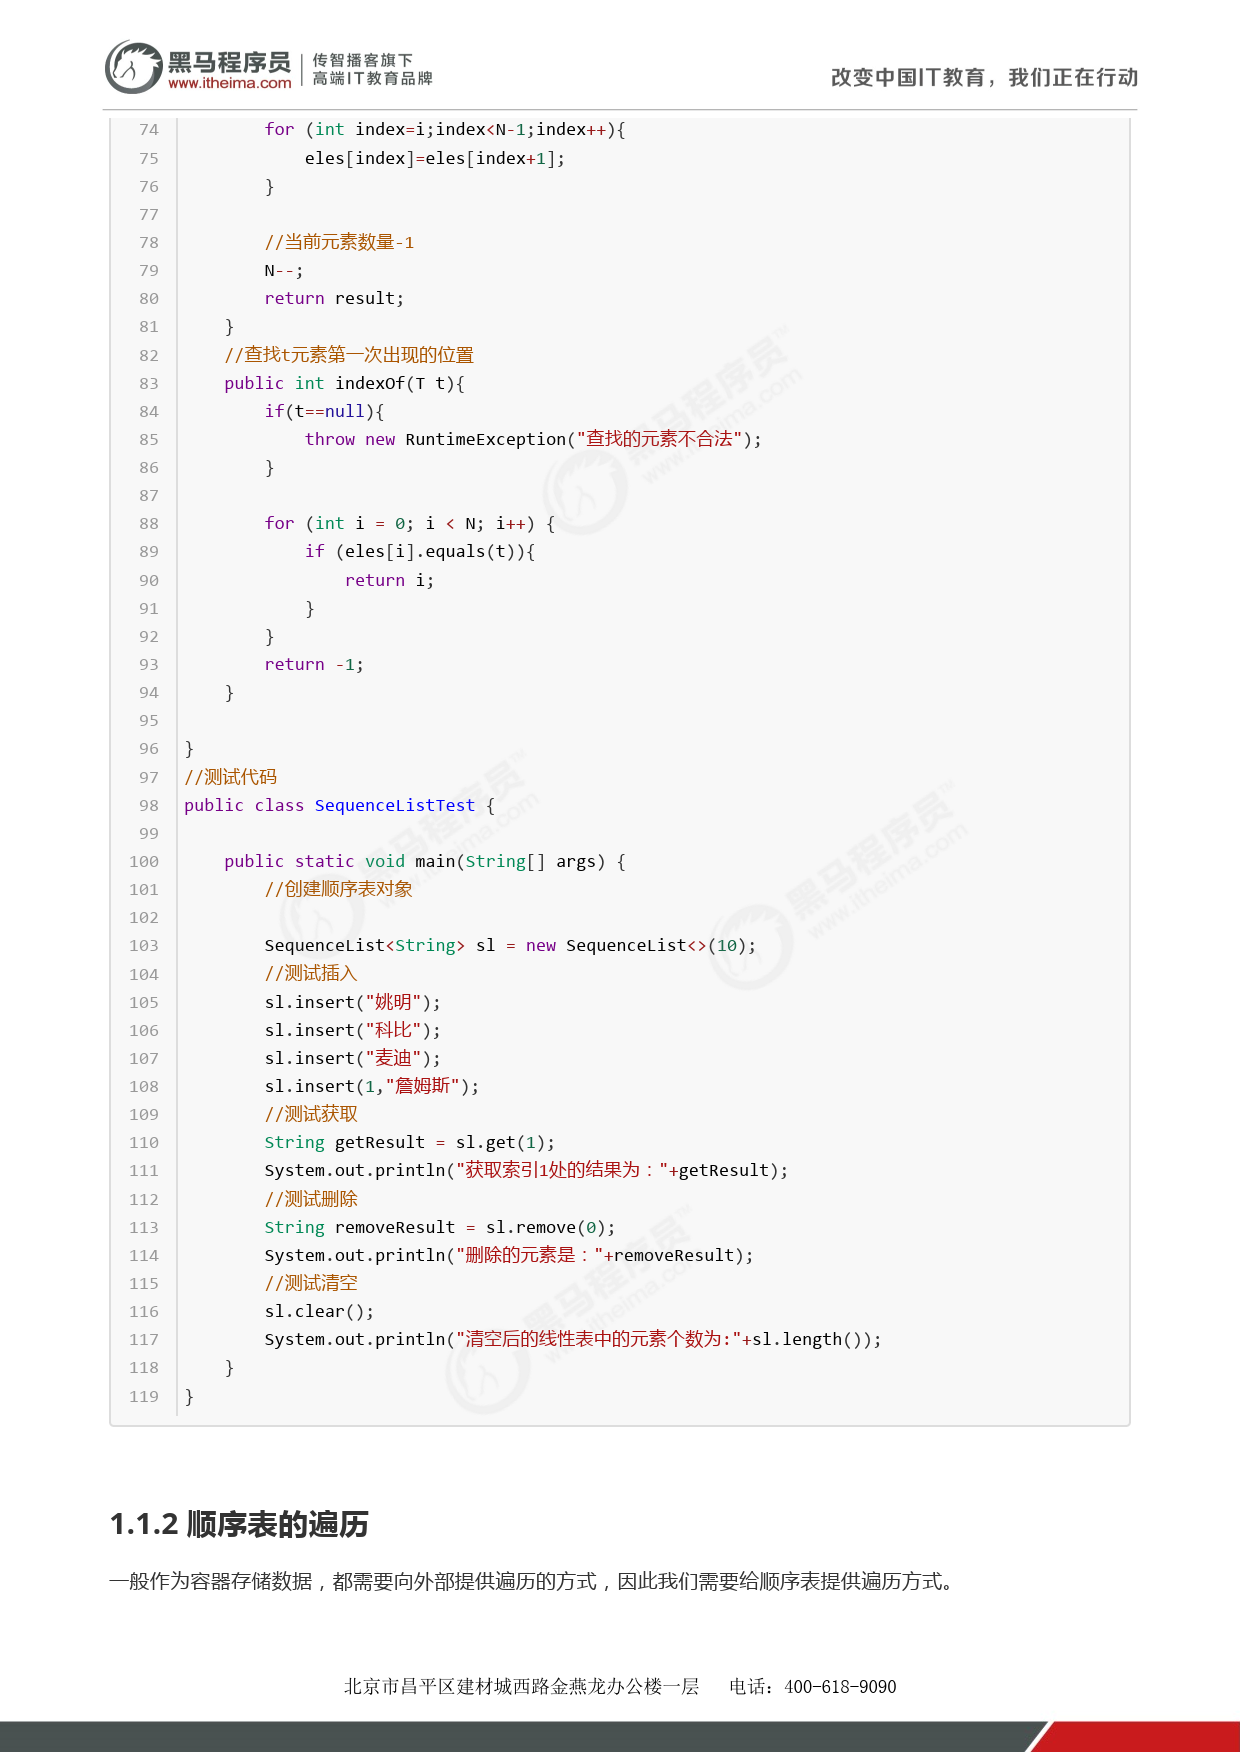 黑马程序员 传智播客旗下
www.itheima.com 高端IT教育品牌
改变中国IT教育，我们正在行动
74         for (int index=i;index<N-1;index++){
75             eles[index]=eles[index+1];
76         }
77
78         //当前元素数量-1
79         N--;
80         return result;
81     }
82     //查找t元素第一次出现的位置
83     public int indexOf(T t){
84         if(t==null){
85             throw new RuntimeException("查找的元素不合法");
86         }
87
88         for (int i = 0; i < N; i++) {
89             if (eles[i].equals(t)){
90                 return i;
91             }
92         }
93         return -1;
94     }
95
96 }
97 //测试代码
98 public class SequenceListTest {
99
100     public static void main(String[] args) {
101         //创建顺序表对象
102
103         SequenceList<String> sl = new SequenceList<>(10);
104         //测试插入
105         sl.insert("姚明");
106         sl.insert("科比");
107         sl.insert("麦迪");
108         sl.insert(1,"詹姆斯");
109         //测试获取
110         String getResult = sl.get(1);
111         System.out.println("获取索引1处的结果为："+getResult);
112         //测试删除
113         String removeResult = sl.remove(0);
114         System.out.println("删除的元素是："+removeResult);
115         //测试清空
116         sl.clear();
117         System.out.println("清空后的线性表中的元素个数为:"+sl.length());
118     }
119 }
1.1.2 顺序表的遍历
一般作为容器存储数据，都需要向外部提供遍历的方式，因此我们需要给顺序表提供遍历方式。
北京市昌平区建材城西路金燕龙办公楼一层 电话：400-618-9090